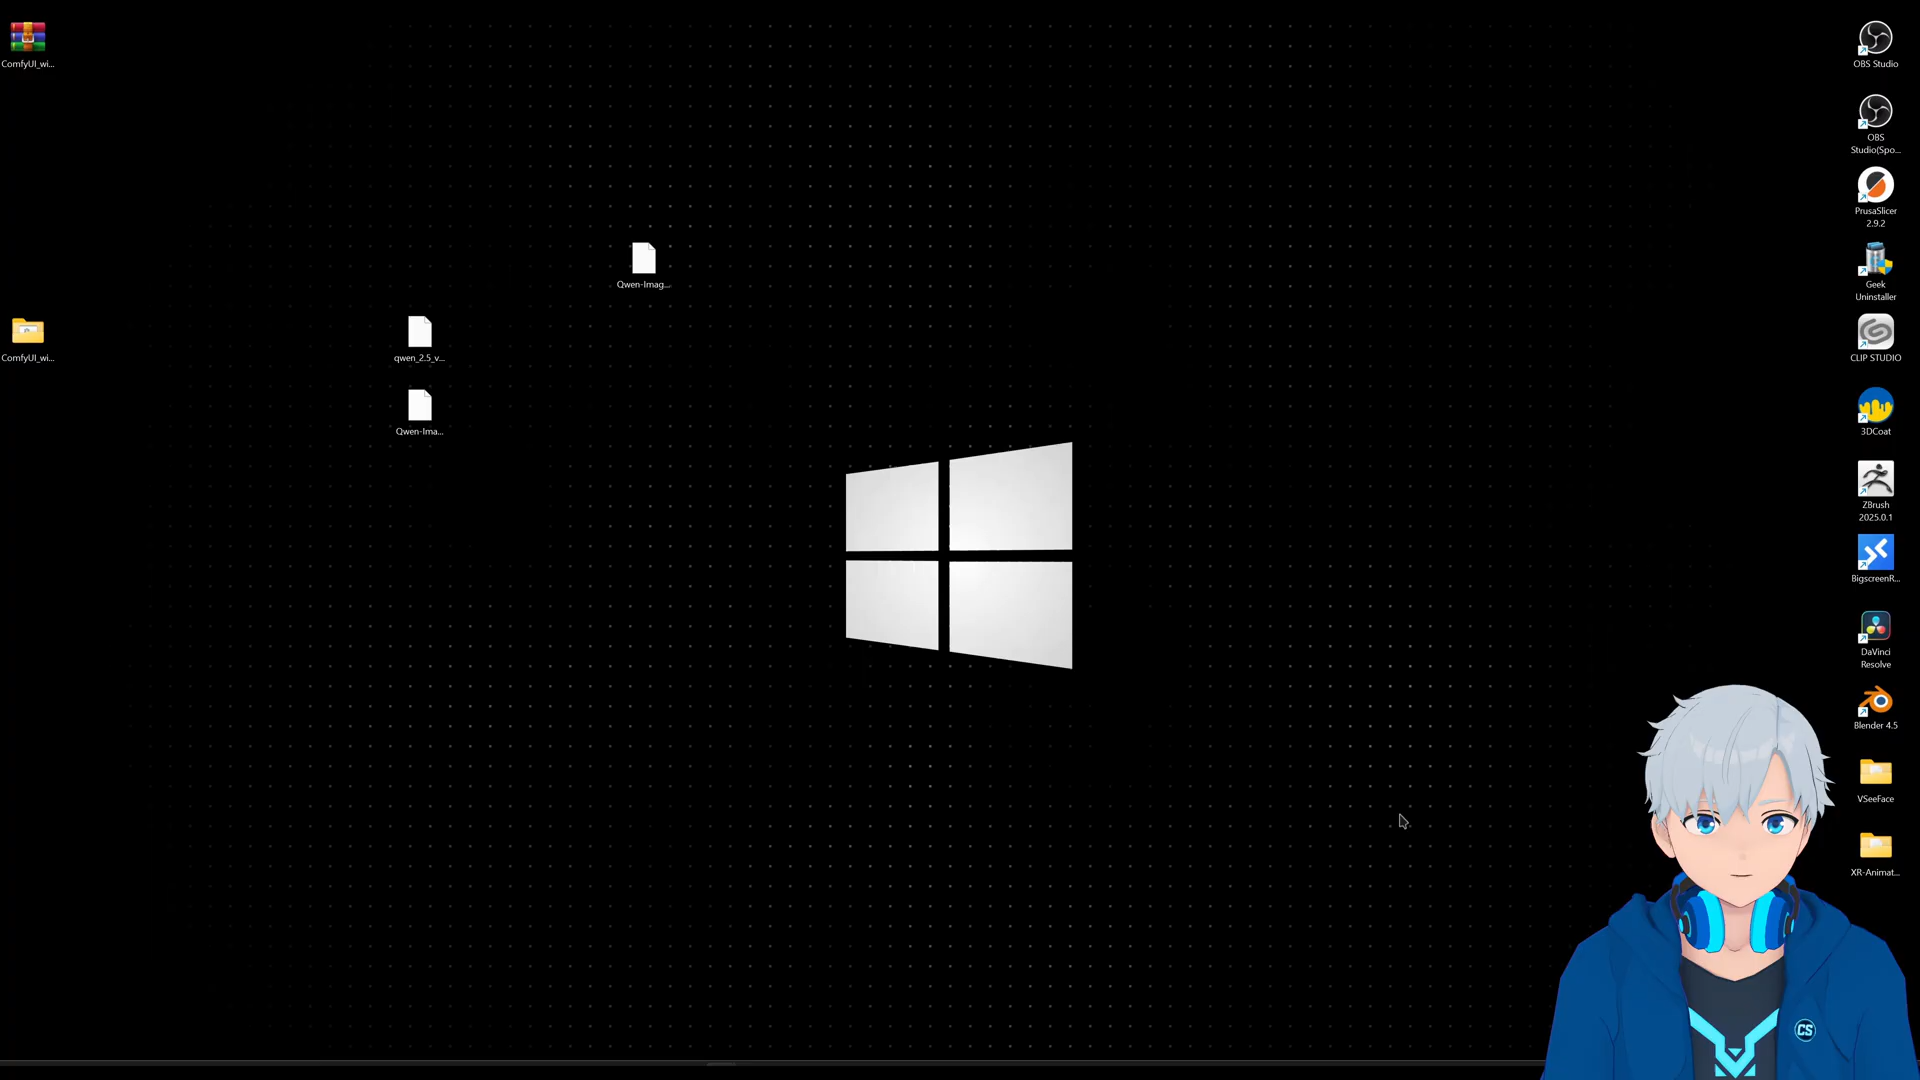 ComfyUI_wi...
ComfyUI_wi...
Qwen-Imag...
qwen_2.5_v...
Qwen-Ima...
OBS Studio
OBS
Studio(Spo...
PrusaSlicer
2.9.2
Geek
Uninstaller
CLIP STUDIO
3DCoat
ZBrush
2025.0.1
BigscreenR...
DaVinci
Resolve
Blender 4.5
VSeeFace
XR-Animat...
CS